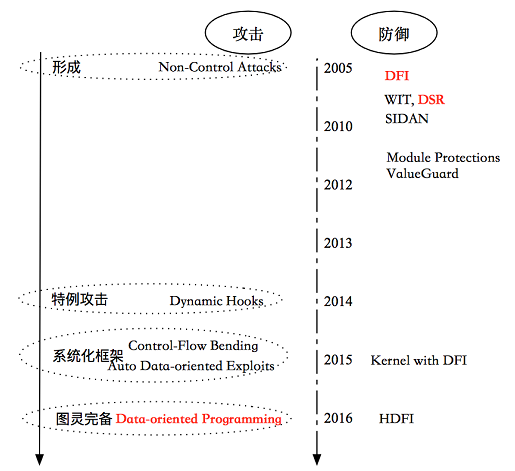 攻击 防御
形成 Non-Control Attacks 2005
DFI
WIT, DSR
2010 SIDAN
Module Protections
ValueGuard
2012
2013
特例攻击 Dynamic Hooks 2014
Control-Flow Bending
系统化框架 2015 Kernel with DFI
Auto Data-oriented Exploits
图灵完备 Data-oriented Programming 2016 HDFI